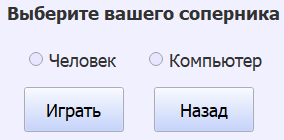 Выберите вашего соперника
Человек Компьютер
Играть Назад